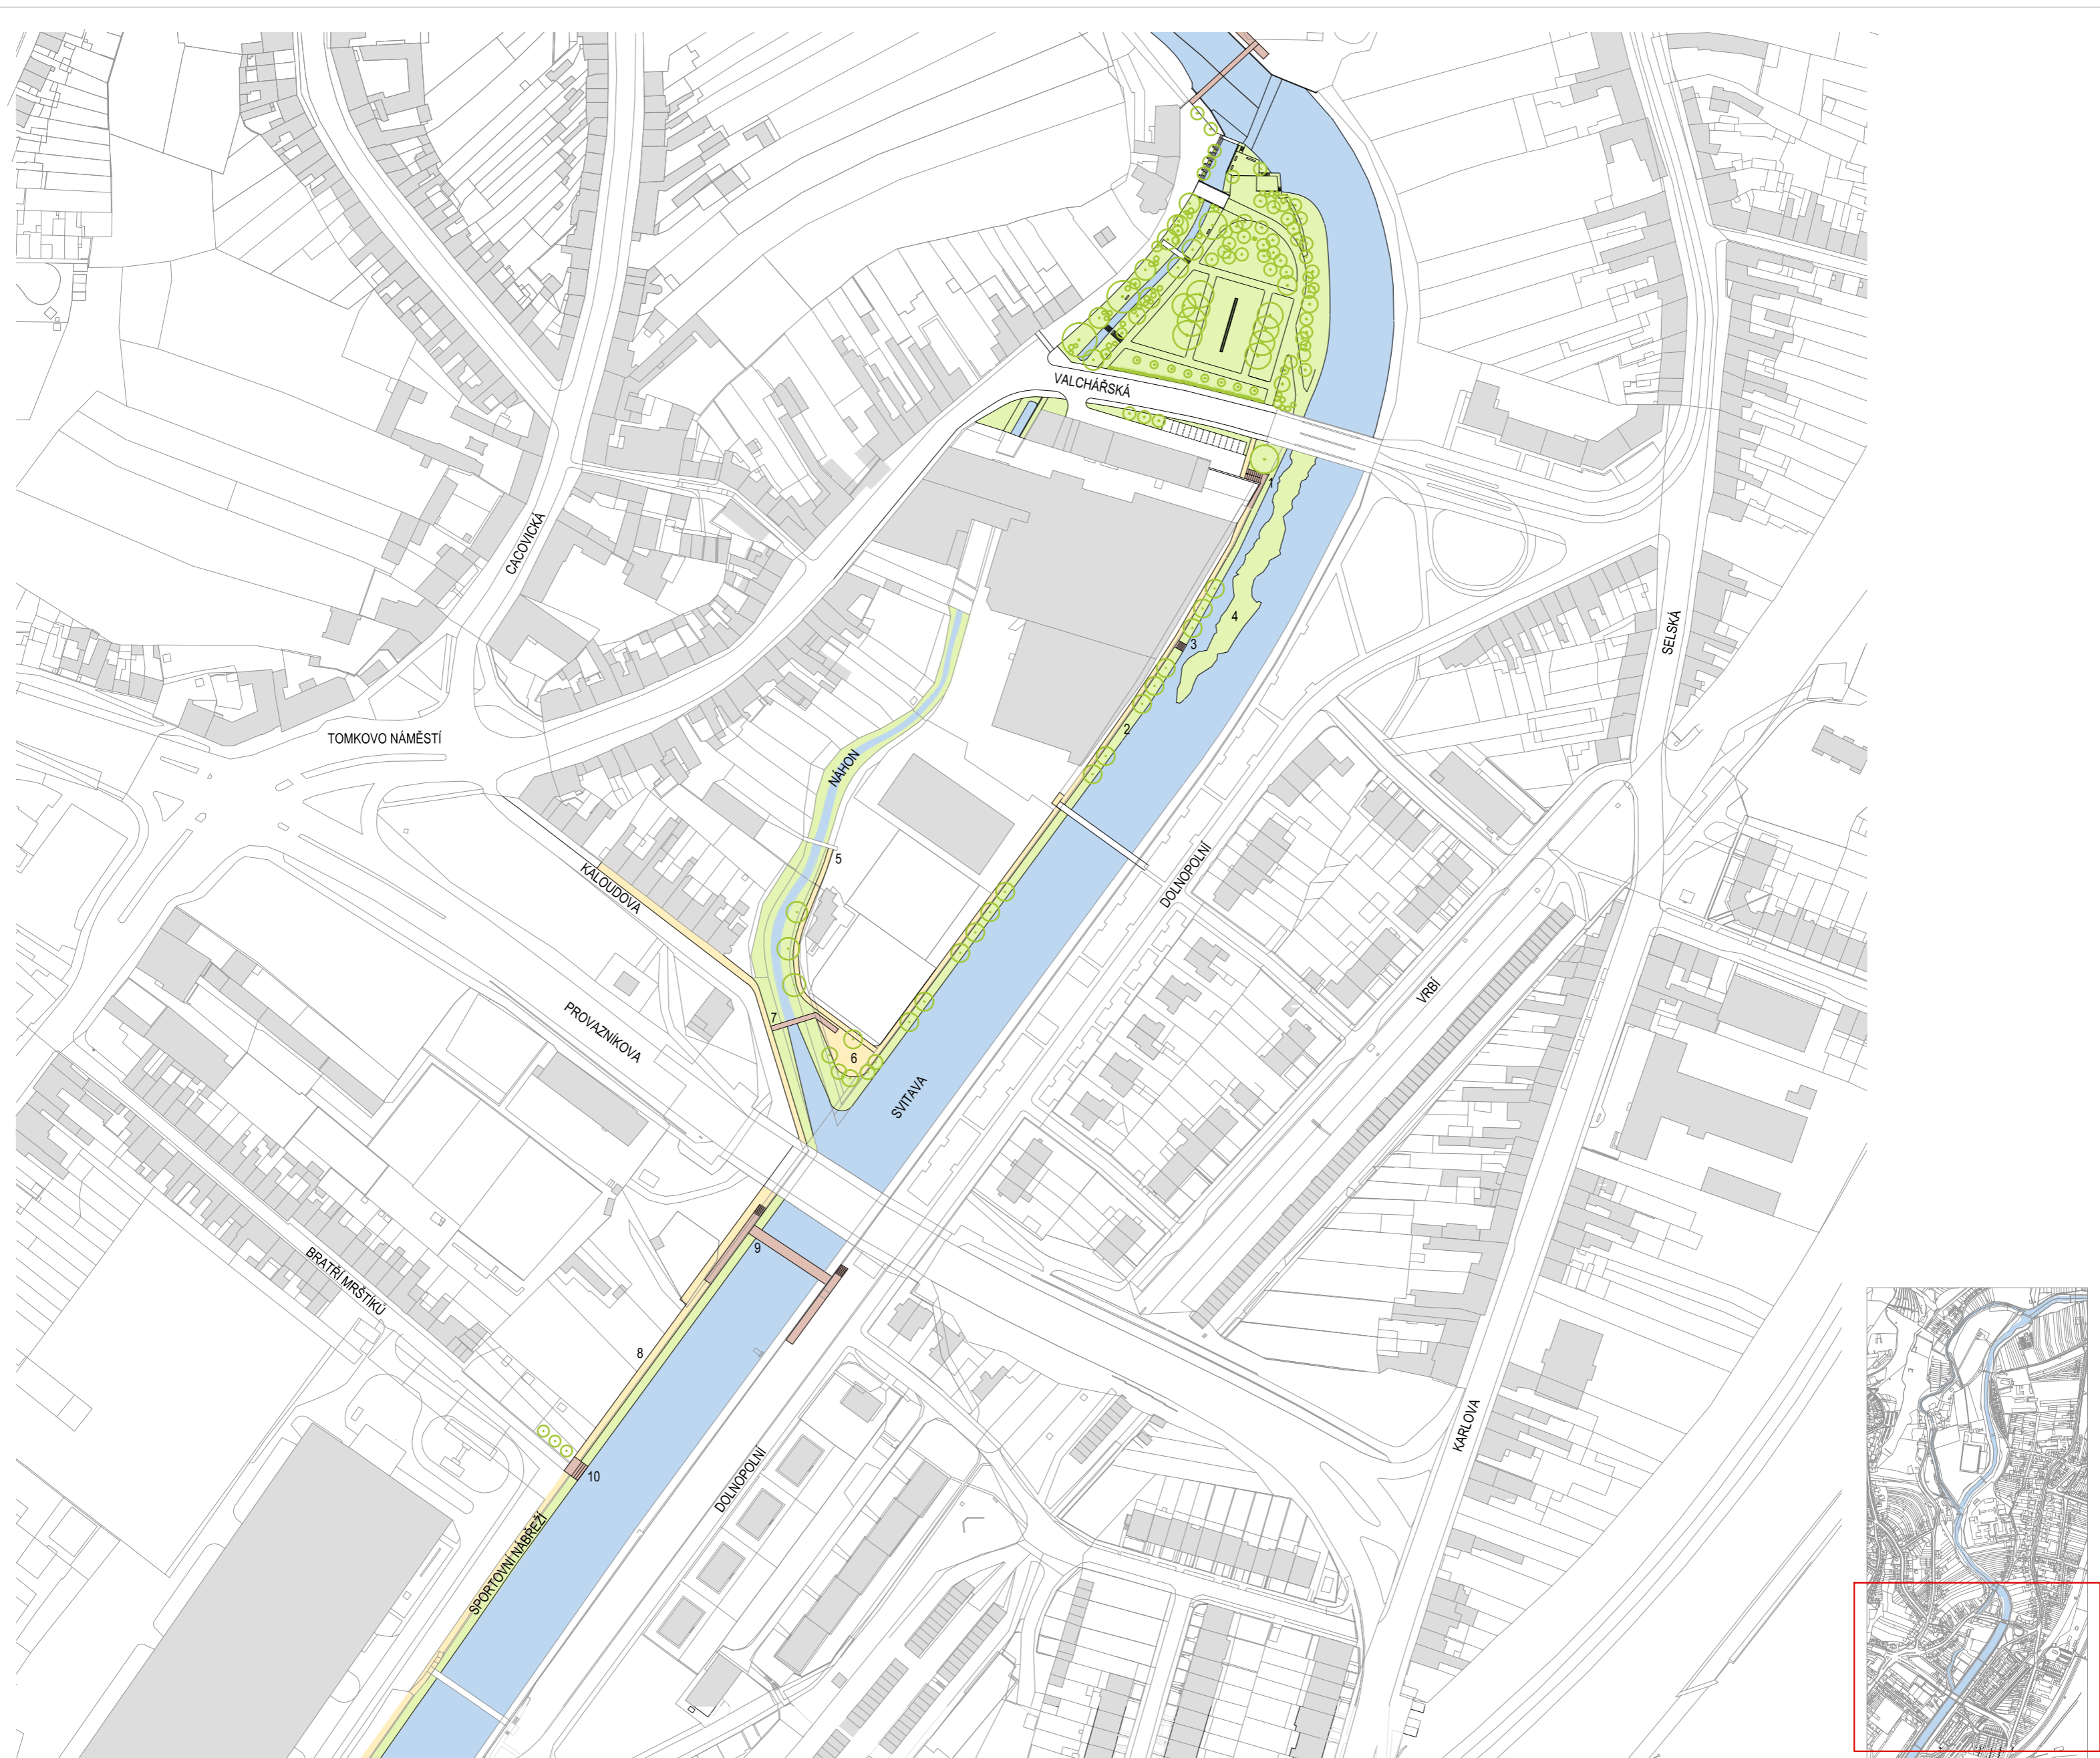 VALCHÁŘSKÁ
1
CACOVICKÁ
4
SELSKÁ
3
2
TOMKOVO NÁMĚSTÍ
NÁHON
5
DOLNOPOLNÍ
KALOUDOVA
VRBÍ
7
PROVAZNÍKOVA
6
SVITAVA
9
BRATŘÍ MRŠTÍKŮ
8
KARLOVA
10
DOLNOPOLNÍ
SPORTOVNÍ NÁBŘEŽÍ